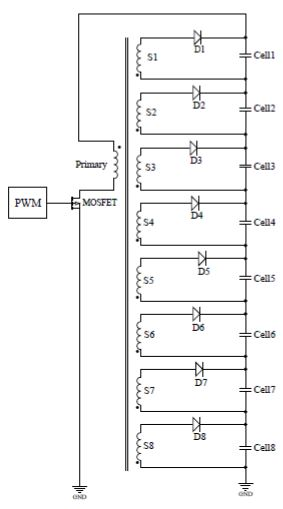 D1
S1
Cell1
D2
S2
Cell2
D3
Primary
S3
Cell3
PWM
MOSFET
D4
S4
Cell4
D5
S5
Cell5
D6
S6
Cell6
D7
S7
Cell7
D8
S8
Cell8
GND
GND